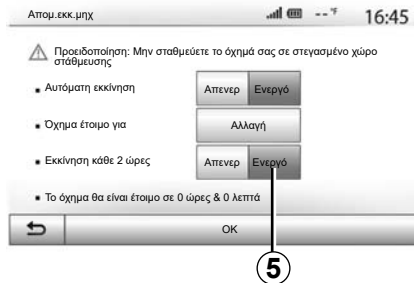 Απομ.εκκ.μηχ
--°F
16:45
Προειδοποίηση: Μην σταθμεύετε το όχημά σας σε στεγασμένο χώρο
στάθμευσης
Αυτόματη εκκίνηση
Απενερ Ενεργό
Όχημα έτοιμο για
Αλλαγή
Εκκίνηση κάθε 2 ώρες
Απενερ Ενεργό
Το όχημα θα είναι έτοιμο σε 0 ώρες & 0 λεπτά
OK
5